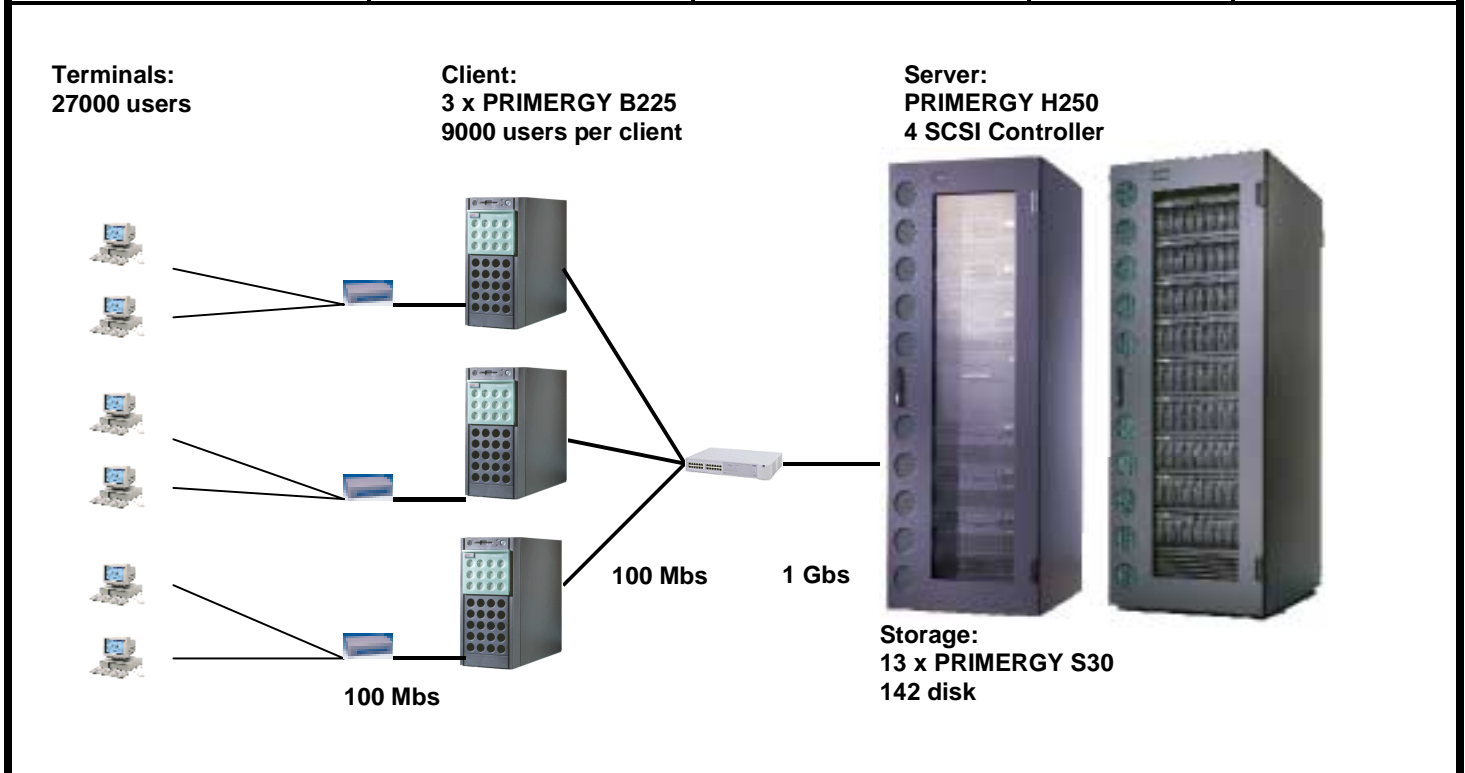 Terminals:
27000 users
Client:
3 x PRIMERGY B225
9000 users per client
Server:
PRIMERGY H250
4 SCSI Controller
100 Mbs
1 Gbs
Storage:
13 x PRIMERGY S30
142 disk
100 Mbs